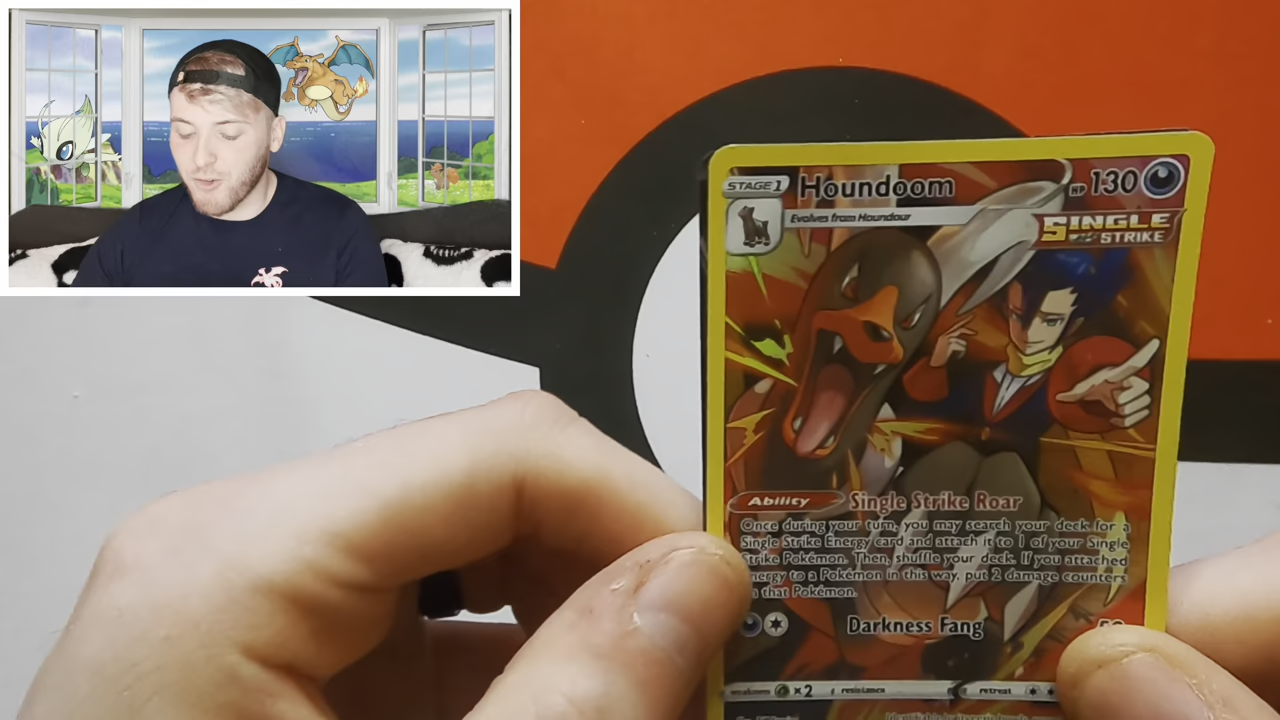 STAGE 1 Houndoom HP 130
Evolves from Houndour
SINGLE
STRIKE
Ability Single Strike Roar
Once during your turn, you may search your deck for a
Single Strike Energy card and attach it to 1 of your Single
Strike Pokémon. Then, shuffle your deck. If you attached
nergy to a Pokémon in this way, put 2 damage counters
that Pokémon.
Darkness Fang
weakness ×2 resistance retreat